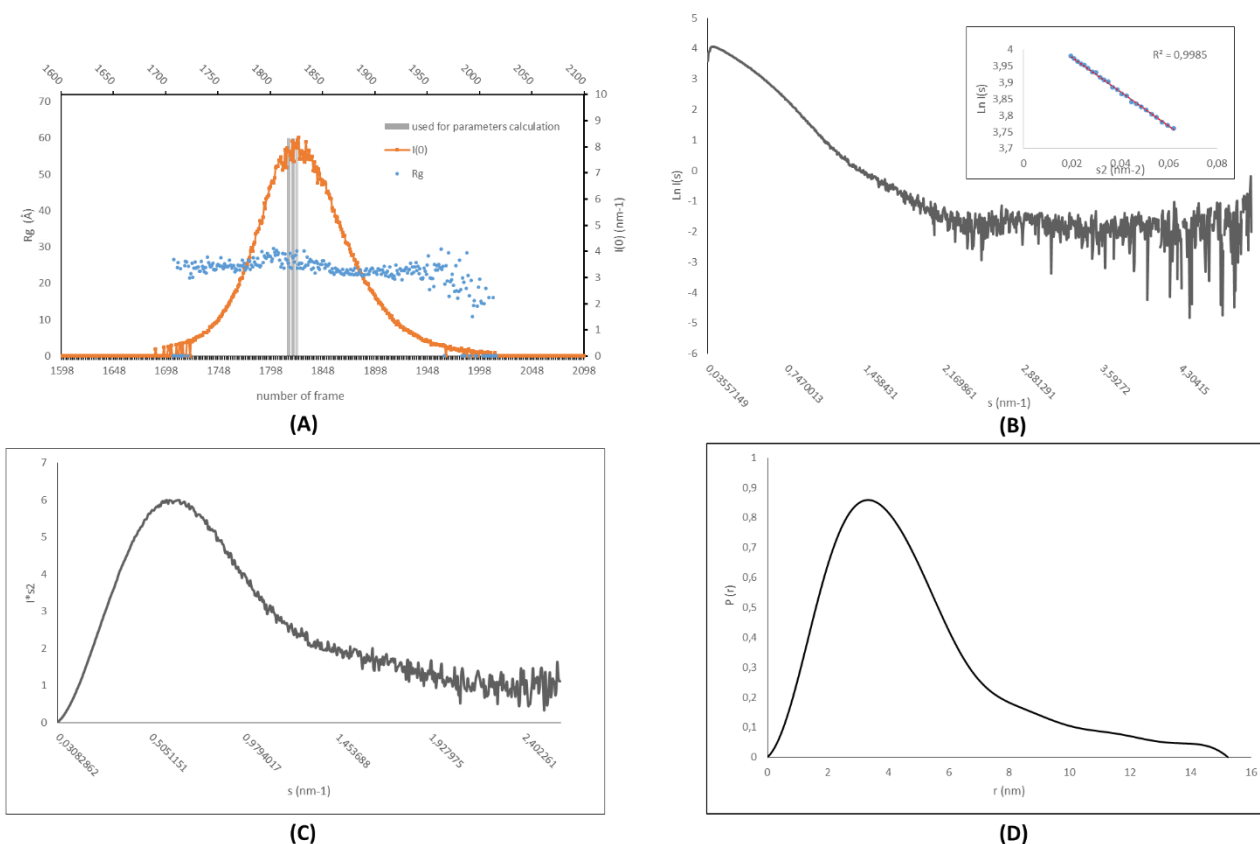 1600 1650 1700 1750 1800 1850 1900 1950 2000 2050 2100
70 60 50 40 30 20 10 0
Rg (Å)
used for parameters calculation
I(0)
Rg
10 9 8 7 6 5 4 3 2 1 0
I(0) (nm-1)
1598 1648 1698 1748 1798 1848 1898 1948 1998 2048 2098
number of frame
(A)
5 4 3 2 1 0 -1 -2 -3 -4 -5 -6
Ln I(s)
4 3,95 3,9 3,85 3,8 3,75 3,7
Ln I(s)
R² = 0,9985
0 0,02 0,04 0,06 0,08
s2 (nm-2)
0,03557149 0,7470013 1,458431 2,169861 2,881291 3,59272 4,30415
s (nm-1)
(B)
7 6 5 4 3 2 1 0
I*s2
0,03082862 0,5051151 0,9794017 1,453688 1,927975 2,402261
s (nm-1)
(C)
1 0,9 0,8 0,7 0,6 0,5 0,4 0,3 0,2 0,1 0
P (r)
0 2 4 6 8 10 12 14 16
r (nm)
(D)